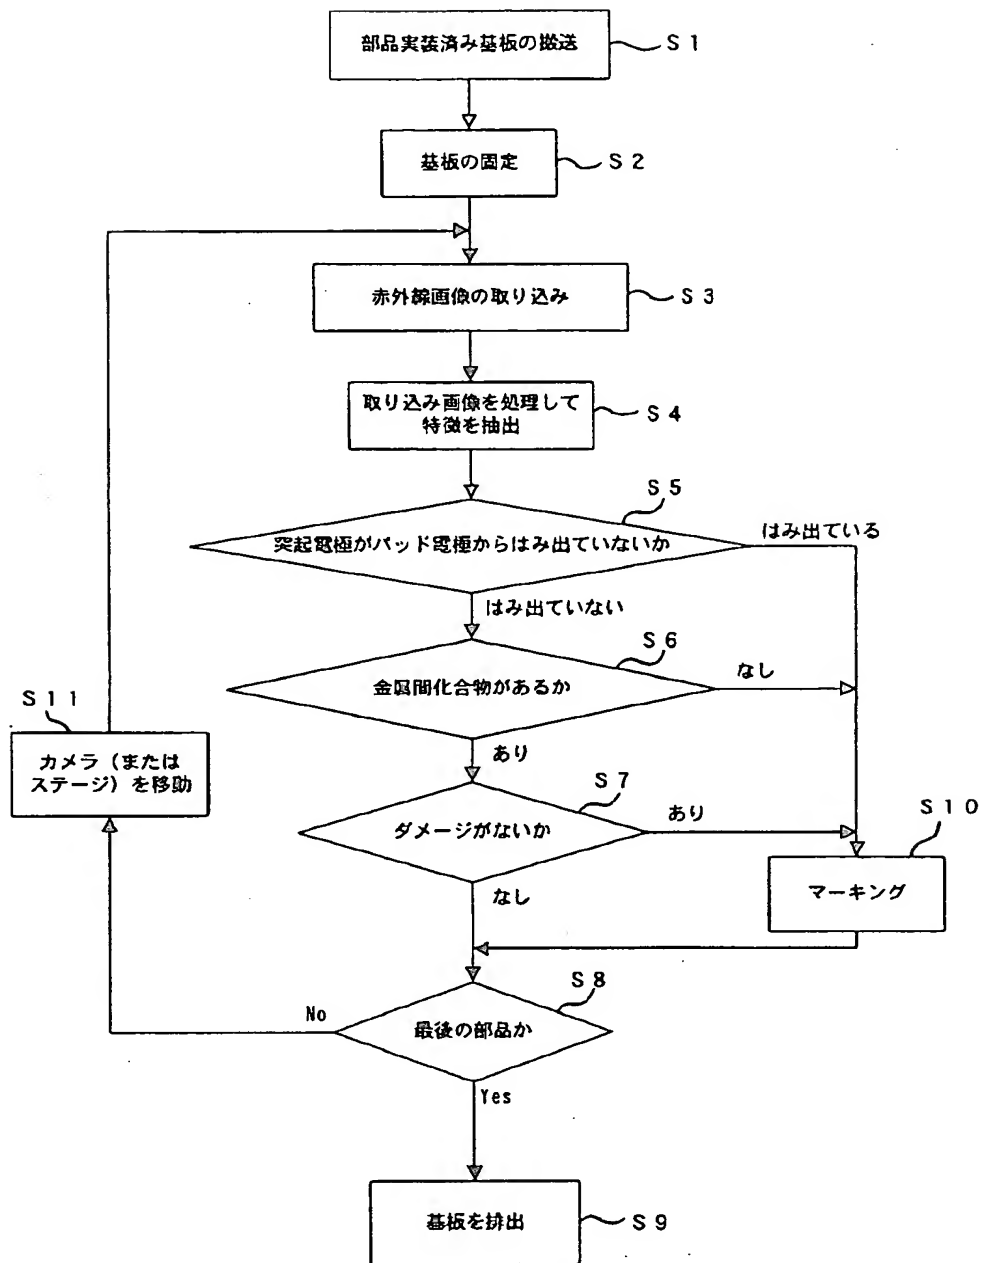 部品実装済み基板の搬送
S1
基板の固定
S2
赤外線画像の取り込み
S3
取り込み画像を処理して
特徴を抽出
S4
S5
突起電極がパッド電極からはみ出ていないか
はみ出ている
はみ出ていない
S6
金属間化合物があるか
なし
S11
あり
カメラ（または
ステージ）を移動
S7
ダメージがないか
あり
S10
マーキング
なし
S8
No
最後の部品か
Yes
基板を排出
S9